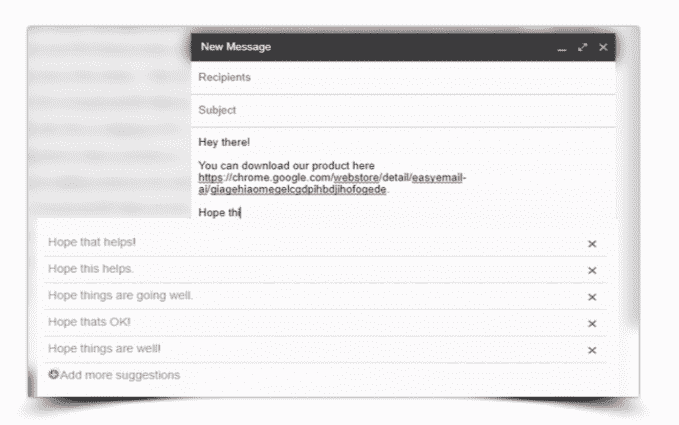 New Message
Recipients
Subject
Hey there!
You can download our product here
https://chrome.google.com/webstore/detail/easyemail-
ai/giagehiaomegelcgdpihbdjihofogede.
Hope thi
Hope that helps!
Hope this helps.
Hope things are going well.
Hope thats OK!
Hope things are well!
Add more suggestions